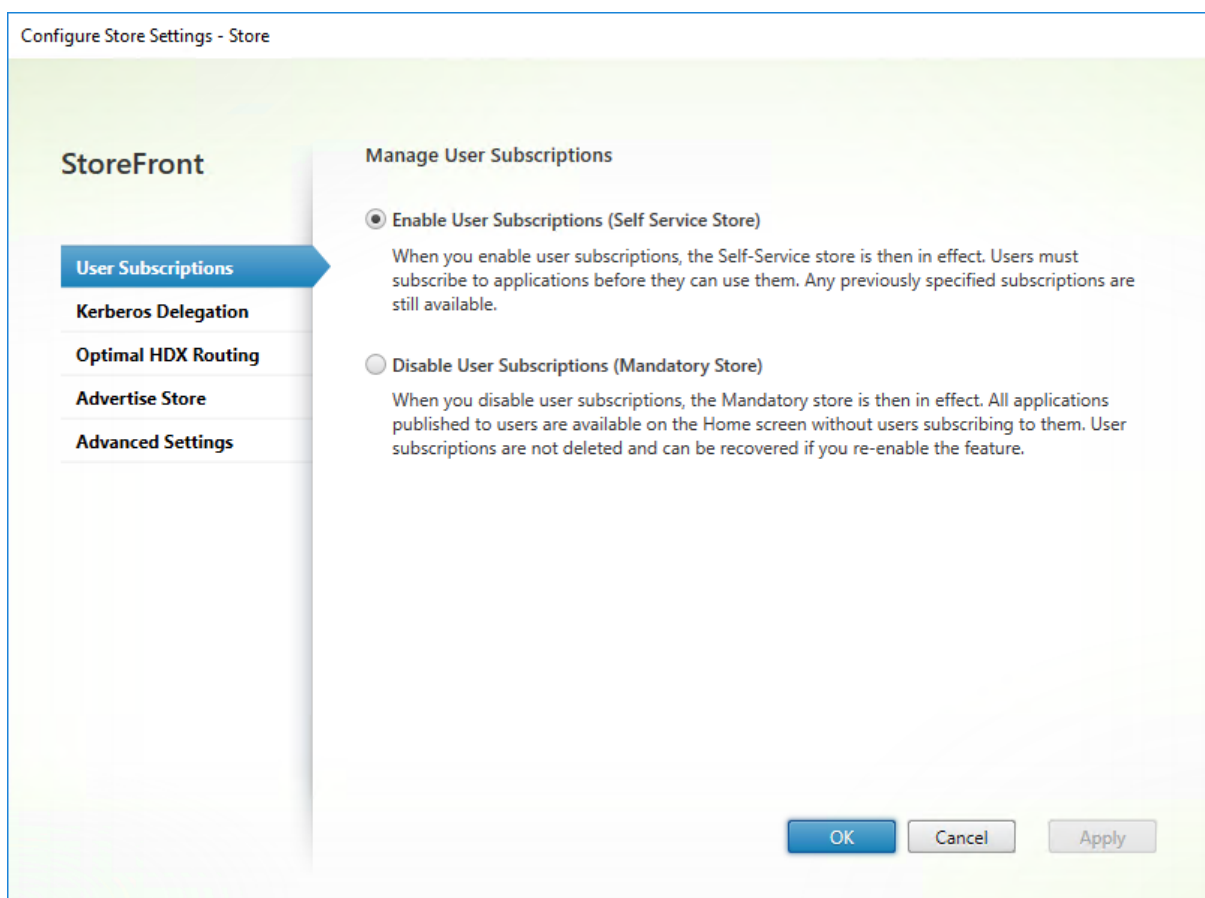 Configure Store Settings - Store
StoreFront
User Subscriptions
Kerberos Delegation
Optimal HDX Routing
Advertise Store
Advanced Settings
Manage User Subscriptions
Enable User Subscriptions (Self Service Store)
When you enable user subscriptions, the Self-Service store is then in effect. Users must
subscribe to applications before they can use them. Any previously specified subscriptions are
still available.
Disable User Subscriptions (Mandatory Store)
When you disable user subscriptions, the Mandatory store is then in effect. All applications
published to users are available on the Home screen without users subscribing to them. User
subscriptions are not deleted and can be recovered if you re-enable the feature.
OK
Cancel
Apply